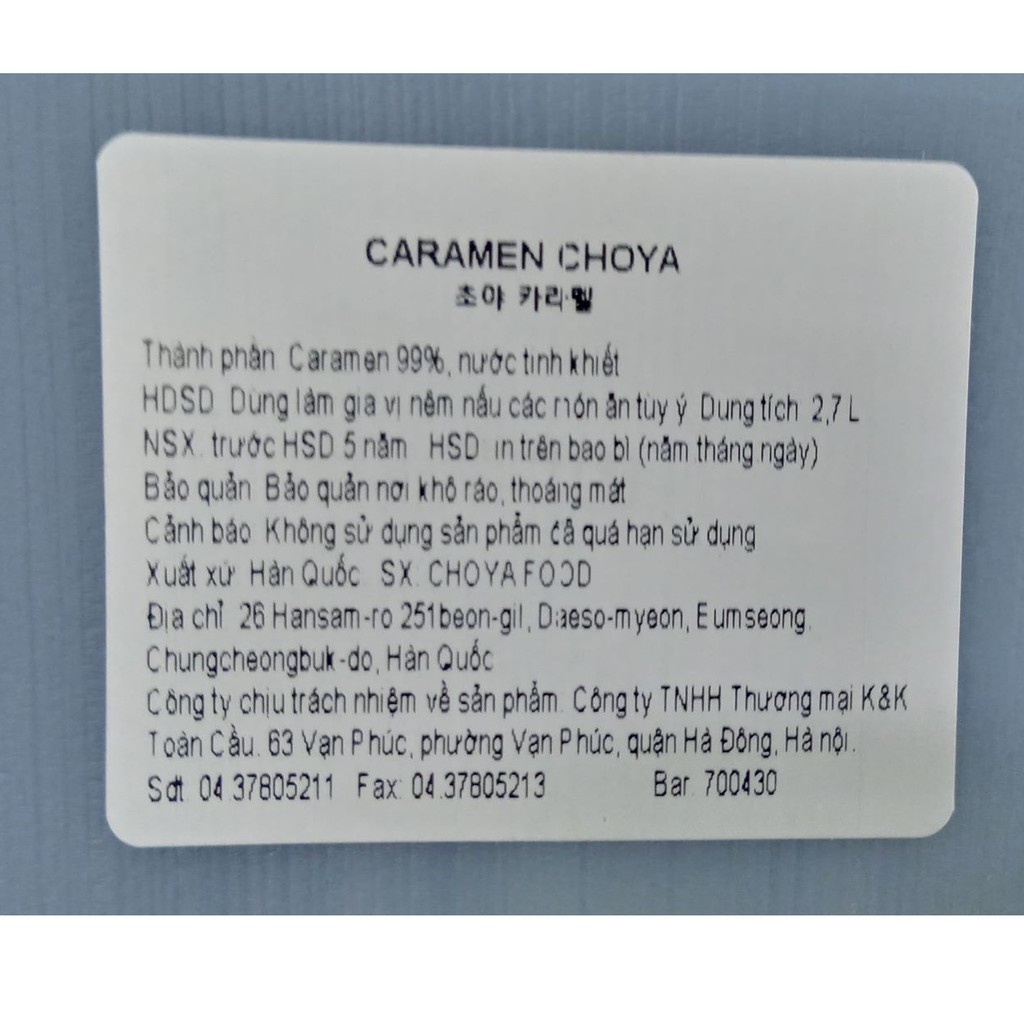 CARAMEN CHOYA
초야 카라멜
Thành phần Caramen 99%, nước tinh khiết
HDSD Dùng làm gia vị nêm nấu các món ăn tùy ý Dung tích 2,7 L
NSX. trước HSD 5 năm HSD in trên bao bì (năm tháng ngày)
Bảo quản Bảo quản nơi khô ráo, thoáng mát
Cảnh báo Không sử dụng sản phẩm đã quá hạn sử dụng
Xuất xứ Hàn Quốc SX. CHOYA FOOD
Địa chỉ 26 Hansam-ro 251beon-gil, Daeso-myeon, Eumseong,
Chungcheongbuk-do, Hàn Quốc
Công ty chịu trách nhiệm về sản phẩm. Công ty TNHH Thương mại K&K
Toàn Cầu. 63 Vạn Phúc, phường Vạn Phúc, quận Hà Đông, Hà nội.
Sđt. 04.37805211 Fax: 04.37805213 Bar. 700430